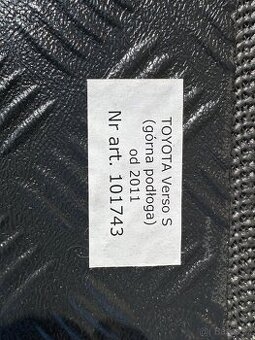 TOYOTA Verso S
(górna podłoga)
od 2011
Nr art. 101743